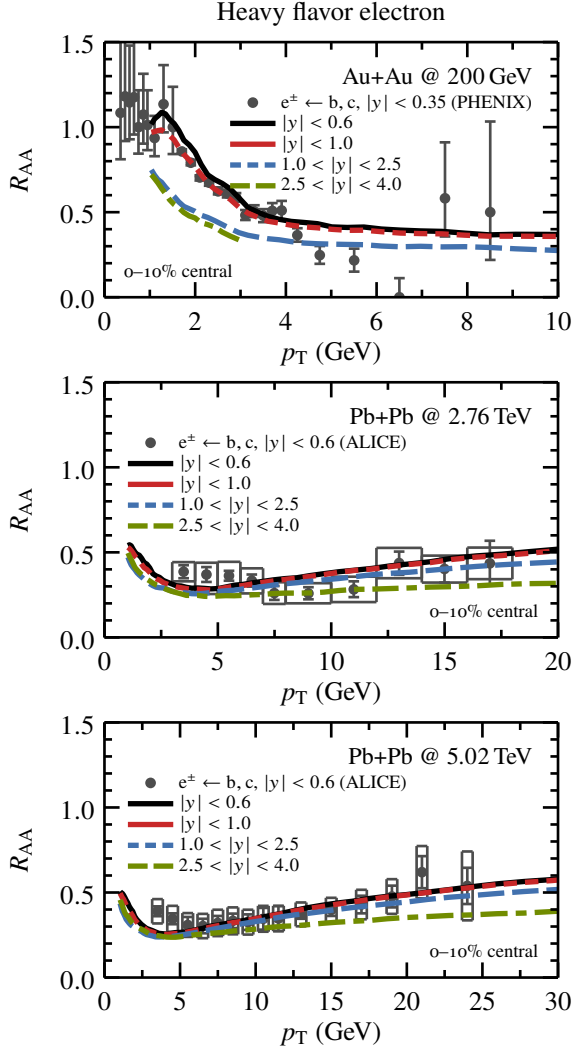 Heavy flavor electron
1.5
1.0
0.5
0.0
R_AA
Au+Au @ 200 GeV
e± ← b, c, |y| < 0.35 (PHENIX)
|y| < 0.6
|y| < 1.0
1.0 < |y| < 2.5
2.5 < |y| < 4.0
0–10% central
0 2 4 6 8 10
p_T (GeV)
1.5
1.0
0.5
0.0
R_AA
Pb+Pb @ 2.76 TeV
e± ← b, c, |y| < 0.6 (ALICE)
|y| < 0.6
|y| < 1.0
1.0 < |y| < 2.5
2.5 < |y| < 4.0
0–10% central
0 5 10 15 20
p_T (GeV)
1.5
1.0
0.5
0.0
R_AA
Pb+Pb @ 5.02 TeV
e± ← b, c, |y| < 0.6 (ALICE)
|y| < 0.6
|y| < 1.0
1.0 < |y| < 2.5
2.5 < |y| < 4.0
0–10% central
0 5 10 15 20 25 30
p_T (GeV)